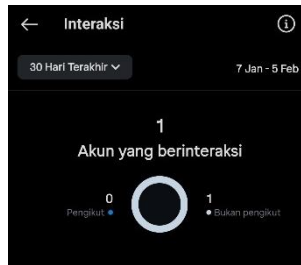 Interaksi
30 Hari Terakhir
7 Jan - 5 Feb
1
Akun yang berinteraksi
0
Pengikut
1
Bukan pengikut